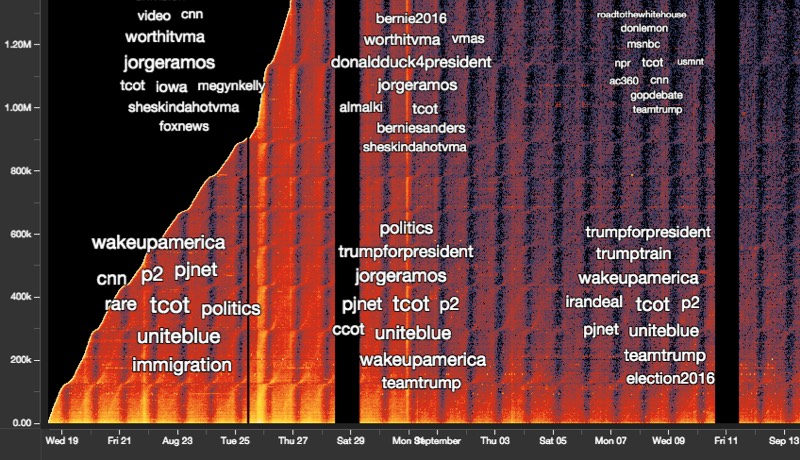 video cnn
worthitvma
jorgeramos
tcot iowa megynkelly
sheskindahotvma
foxnews
bernie2016
worthitvma vmas
donaldduck4president
jorgeramos
almalki tcot
berniesanders
sheskindahotvma
roadtothewhitehouse
donlemon
msnbc
npr tcot usmnt
ac360 cnn
gopdebate
teamtrump
wakeupamerica
cnn p2 pjnet
rare tcot politics
uniteblue
immigration
politics
trumpforpresident
jorgeramos
pjnet tcot p2
ccot uniteblue
wakeupamerica
teamtrump
trumpforpresident
trumptrain
wakeupamerica
irandeal tcot p2
pjnet uniteblue
teamtrump
election2016
1.20M
1.00M
800k
600k
400k
200k
0.00
Wed 19 Fri 21 Aug 23 Tue 25 Thu 27 Sat 29 Mon September Thu 03 Sat 05 Mon 07 Wed 09 Fri 11 Sep 13